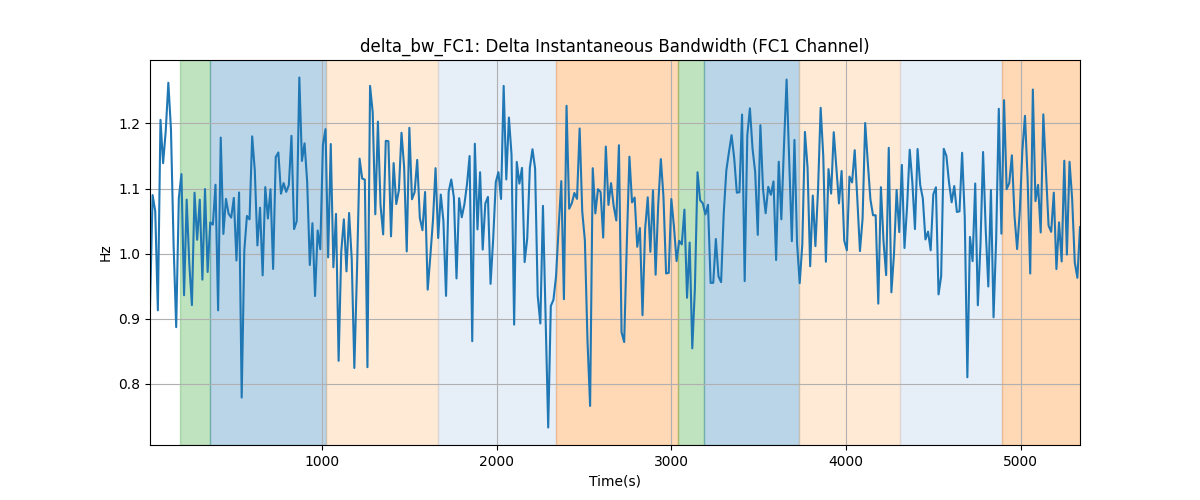 delta_bw_FC1: Delta Instantaneous Bandwidth (FC1 Channel)
Hz
1.2
1.1
1.0
0.9
0.8
1000 2000 3000 4000 5000
Time(s)